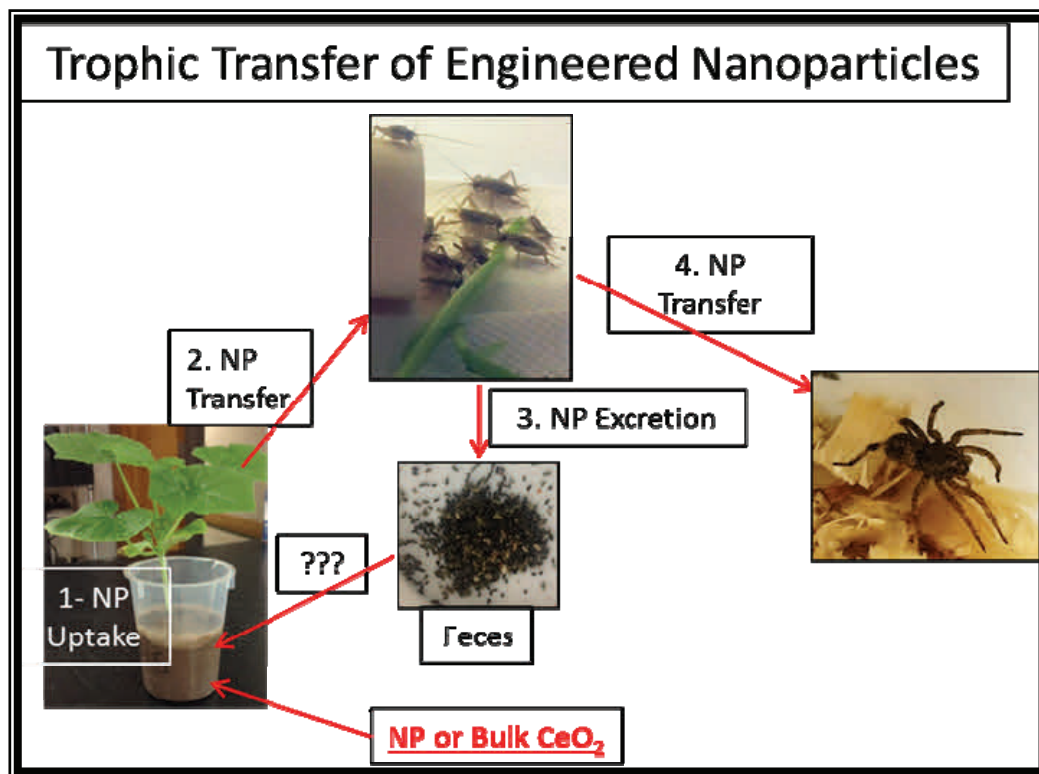 Trophic Transfer of Engineered Nanoparticles
4. NP
Transfer
2. NP
Transfer
3. NP Excretion
???
1- NP
Uptake
Γeces
NP or Bulk CeO₂